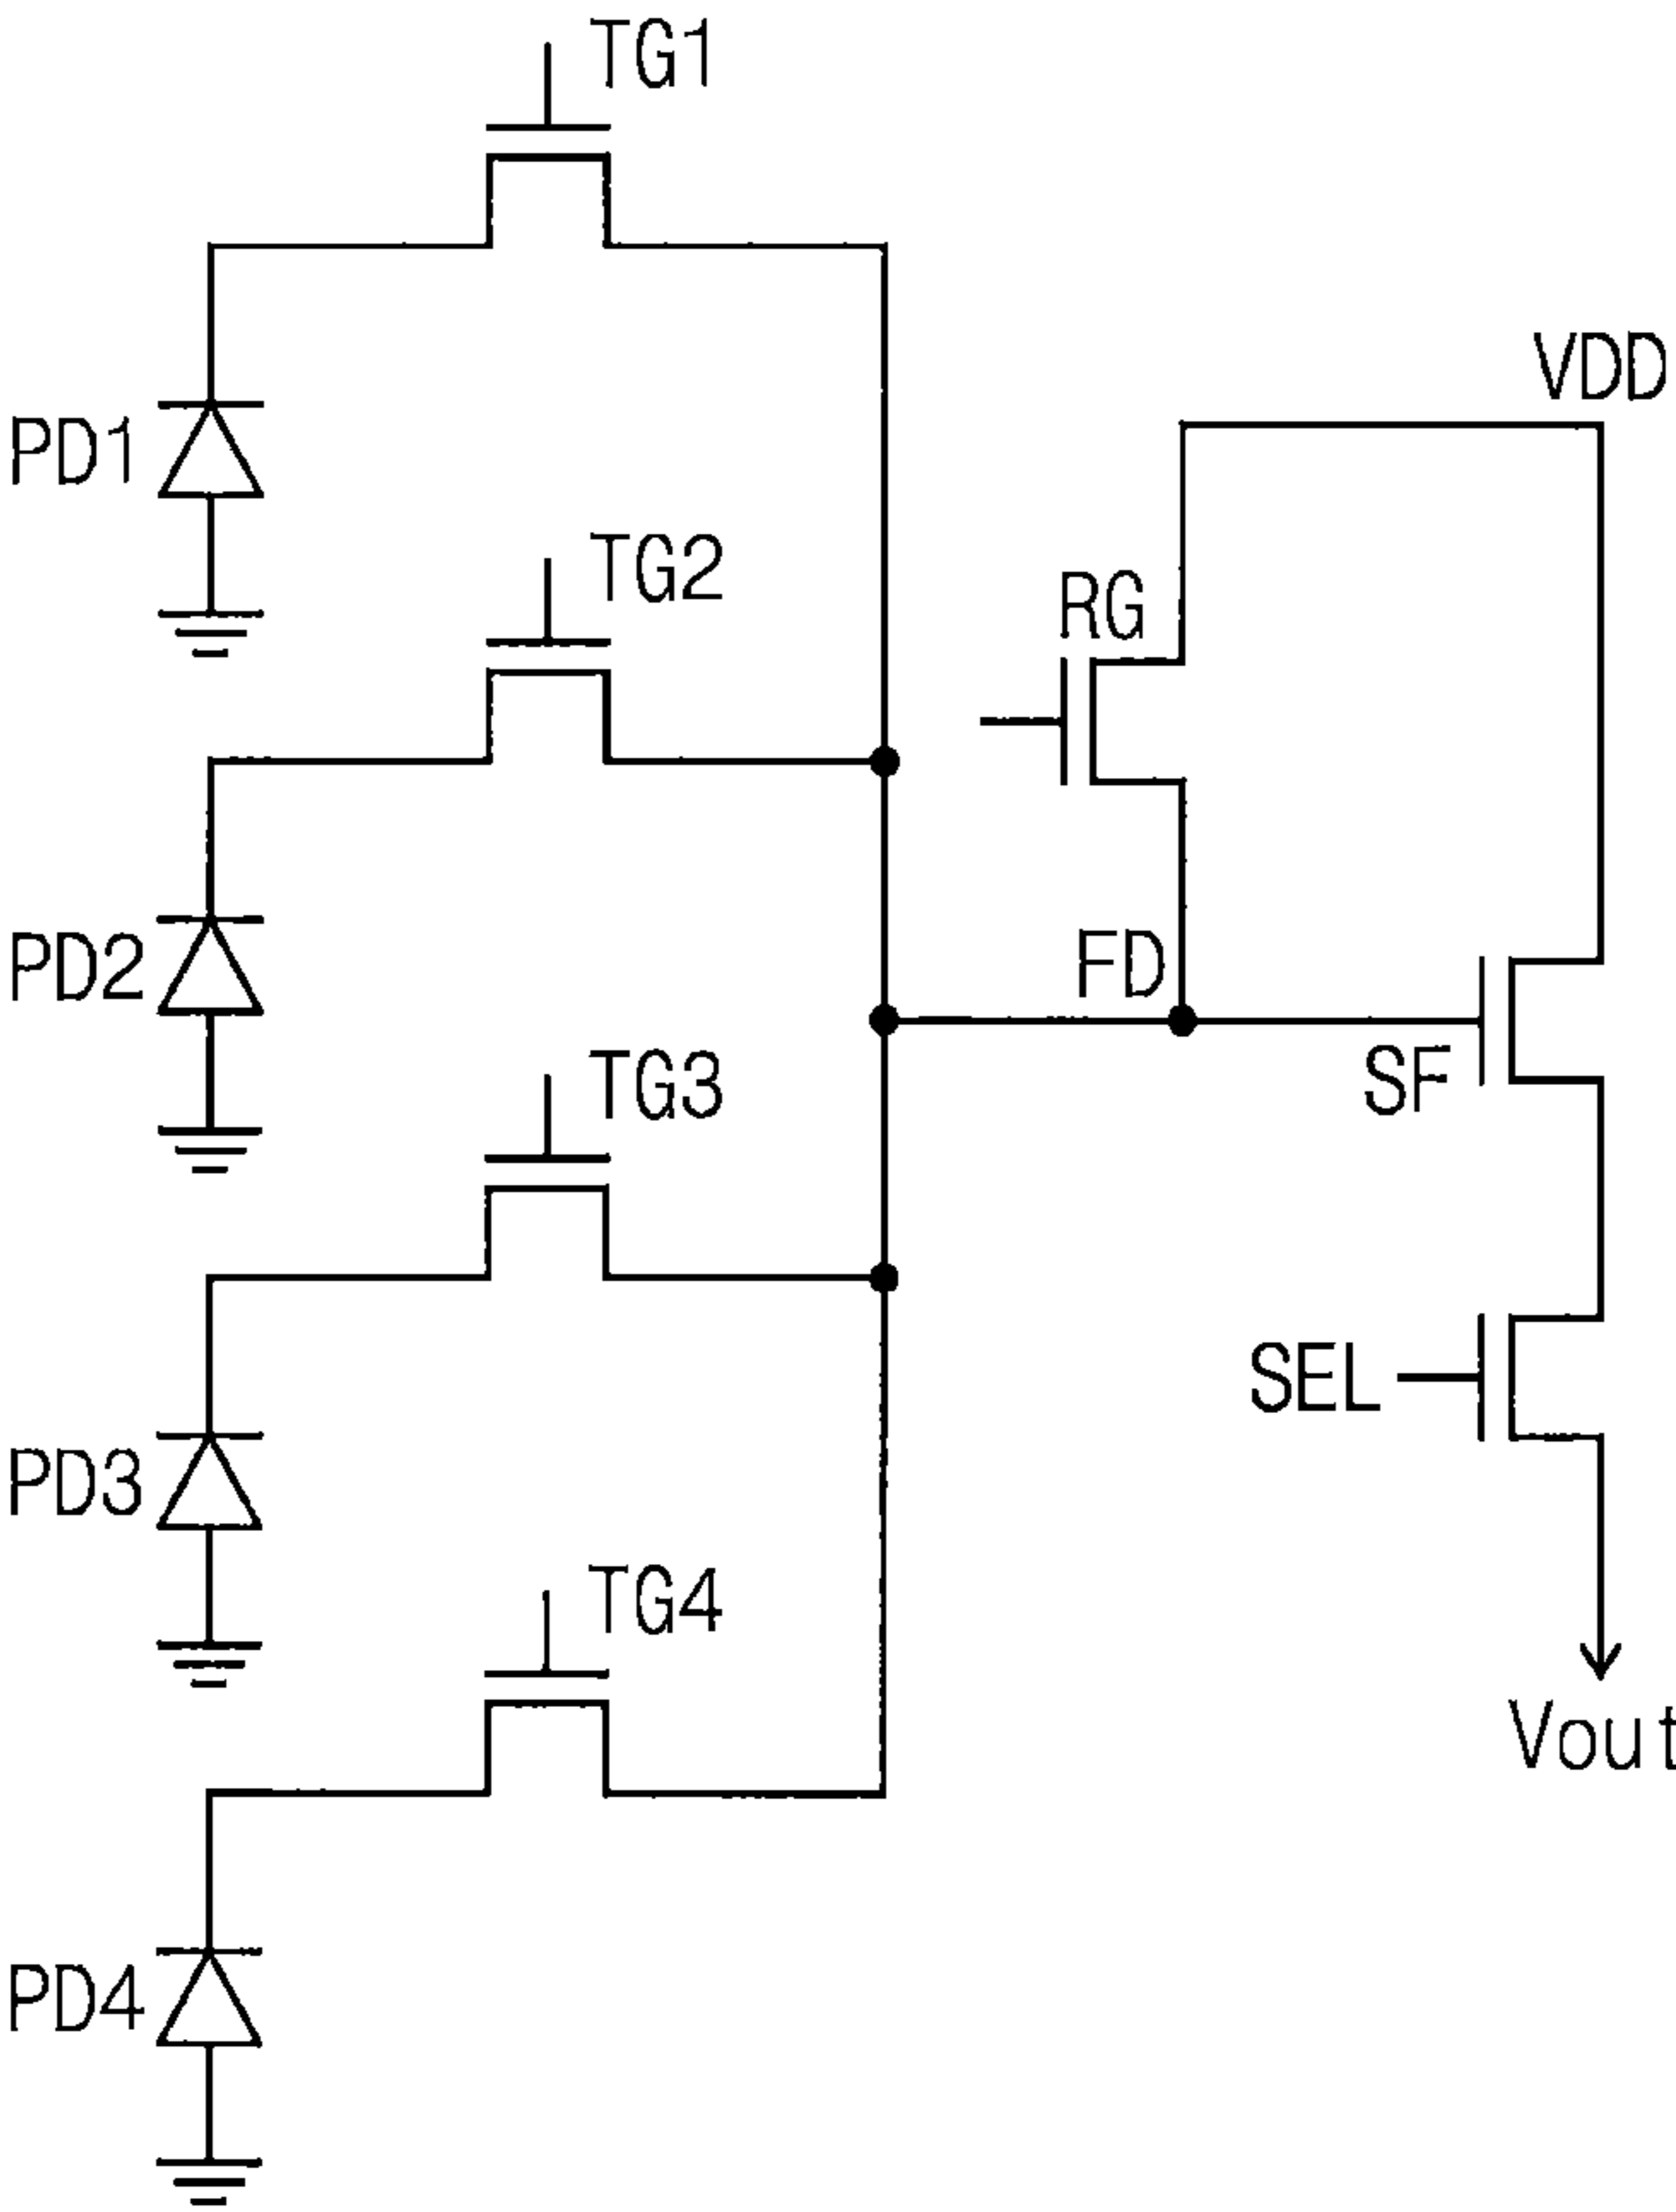 TG1
VDD
PD1
TG2
RG
PD2
FD
SF
TG3
SEL
PD3
TG4
Vout
PD4